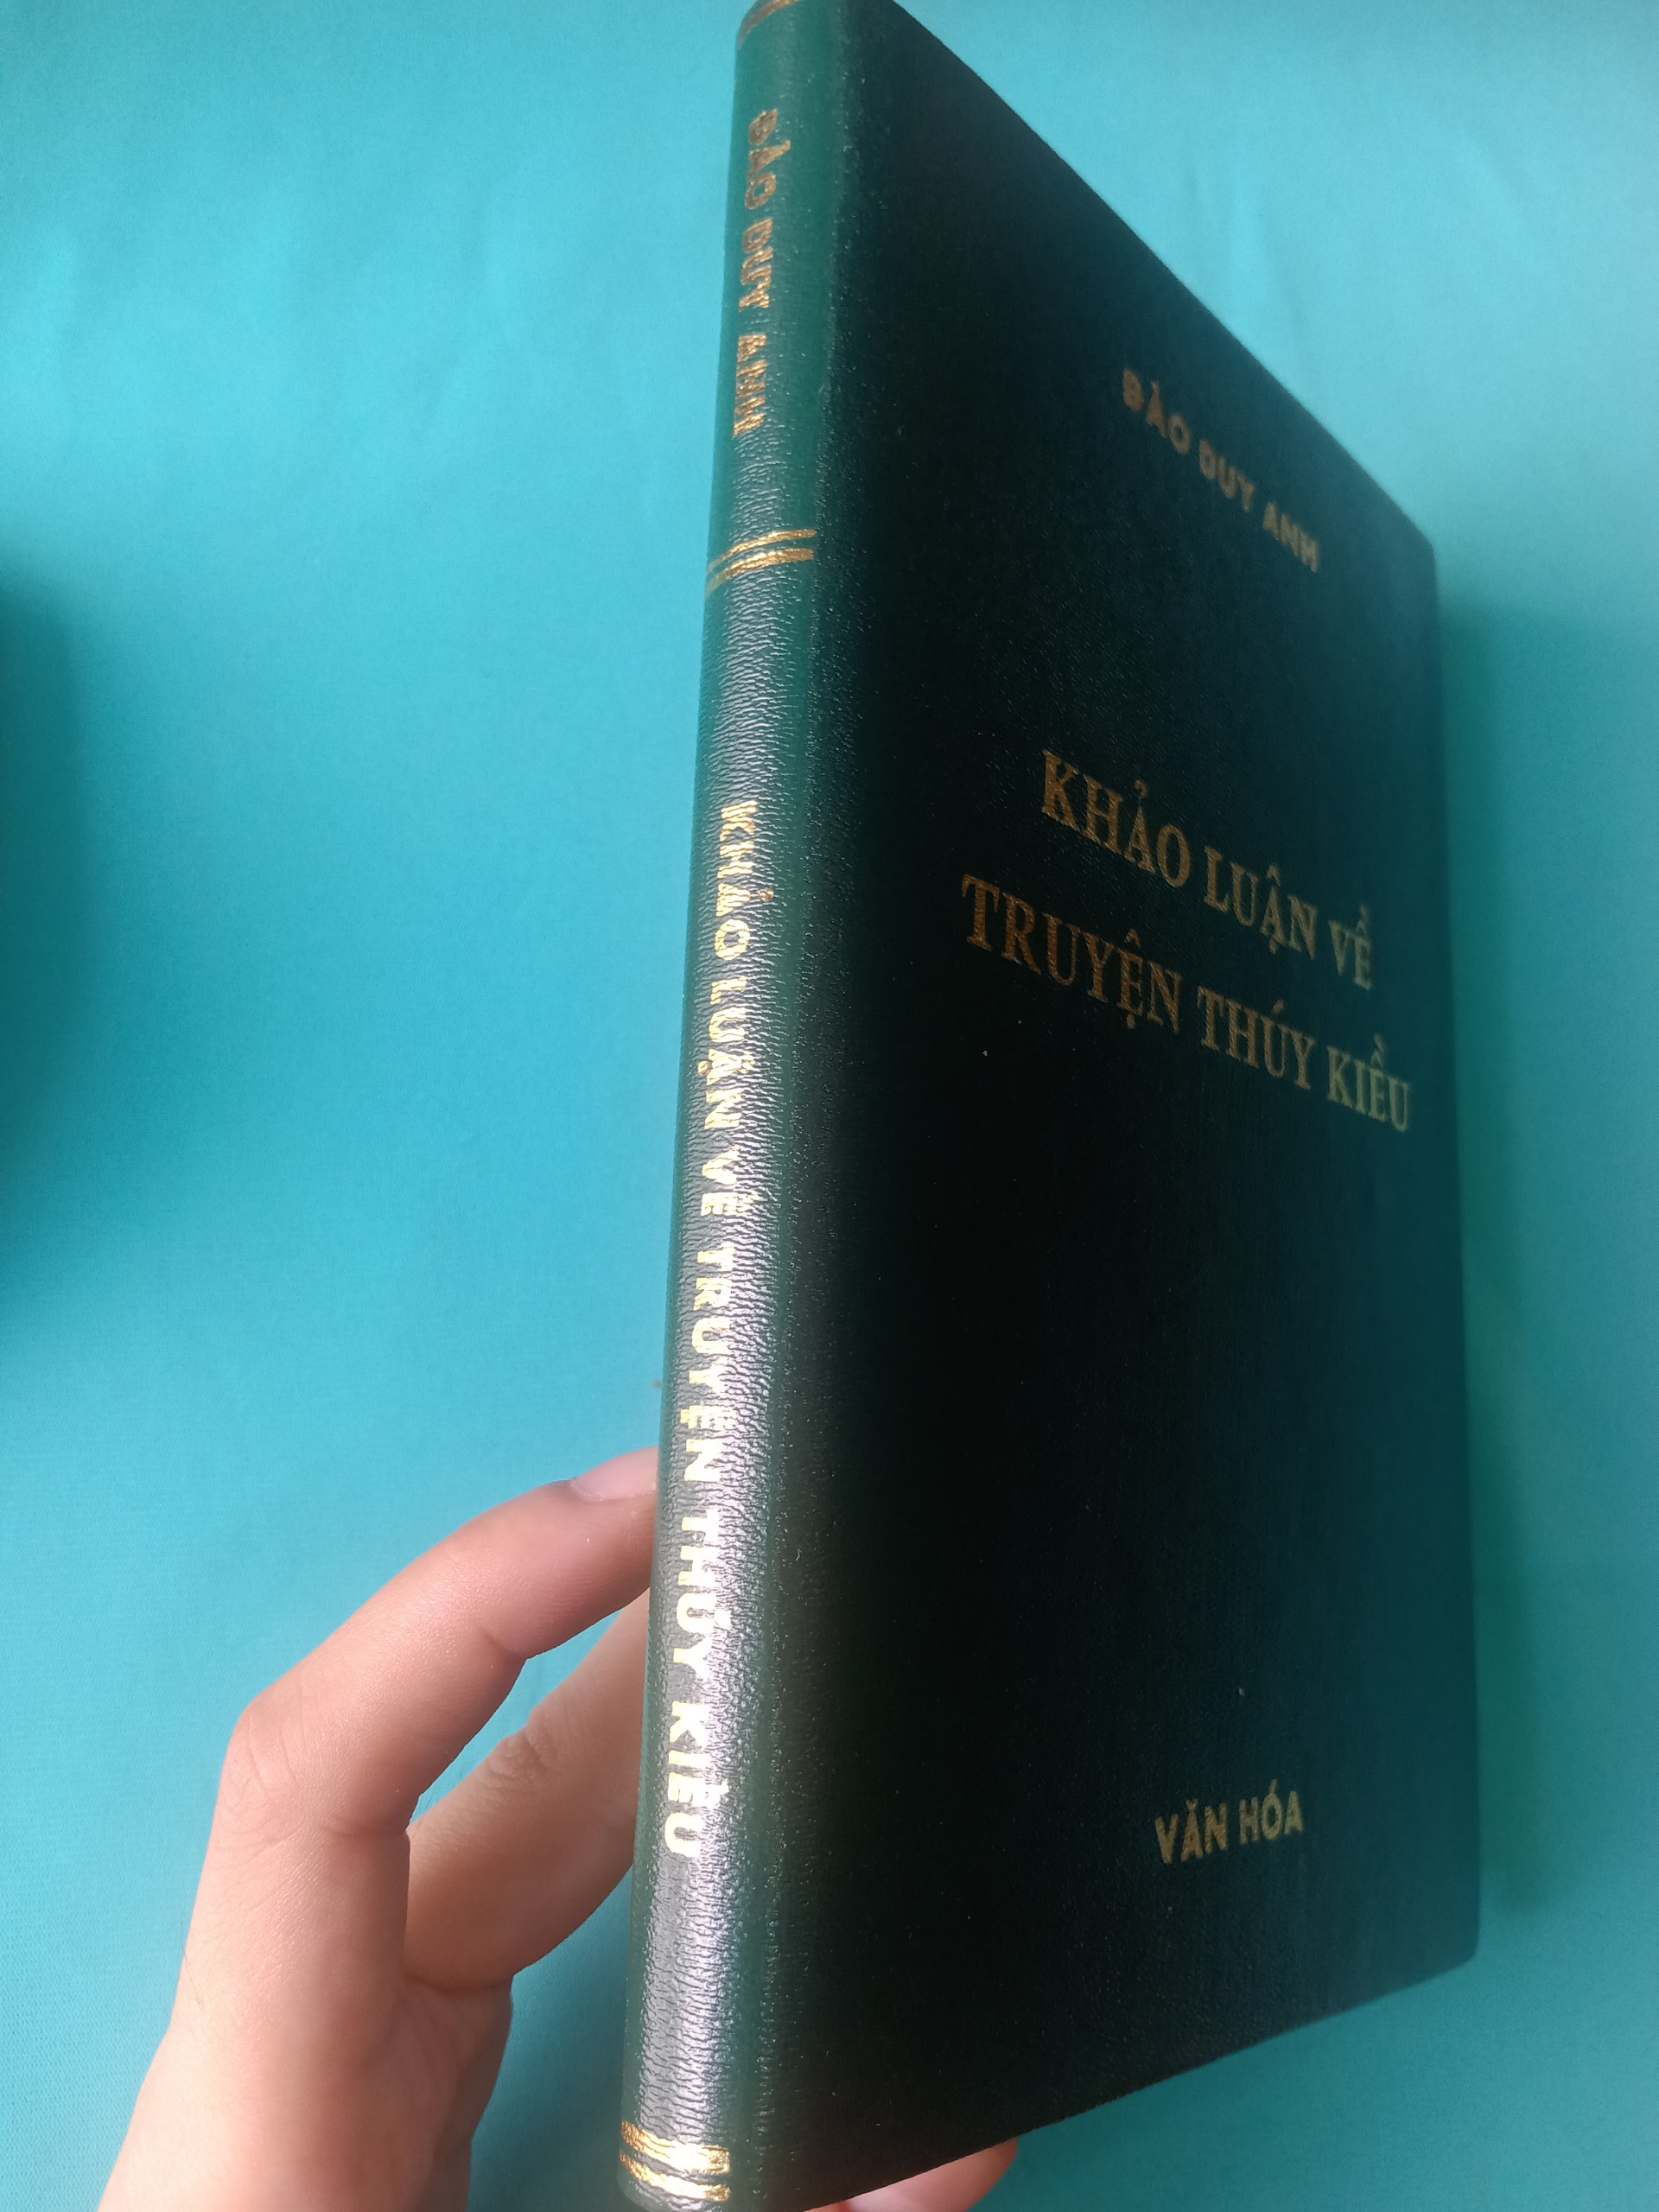 ĐÀO DUY ANH
KHẢO LUẬN VỀ TRUYỆN THÚY KIỀU
ĐÀO DUY ANH
KHẢO LUẬN VỀ
TRUYỆN THÚY KIỀU
VĂN HÓA